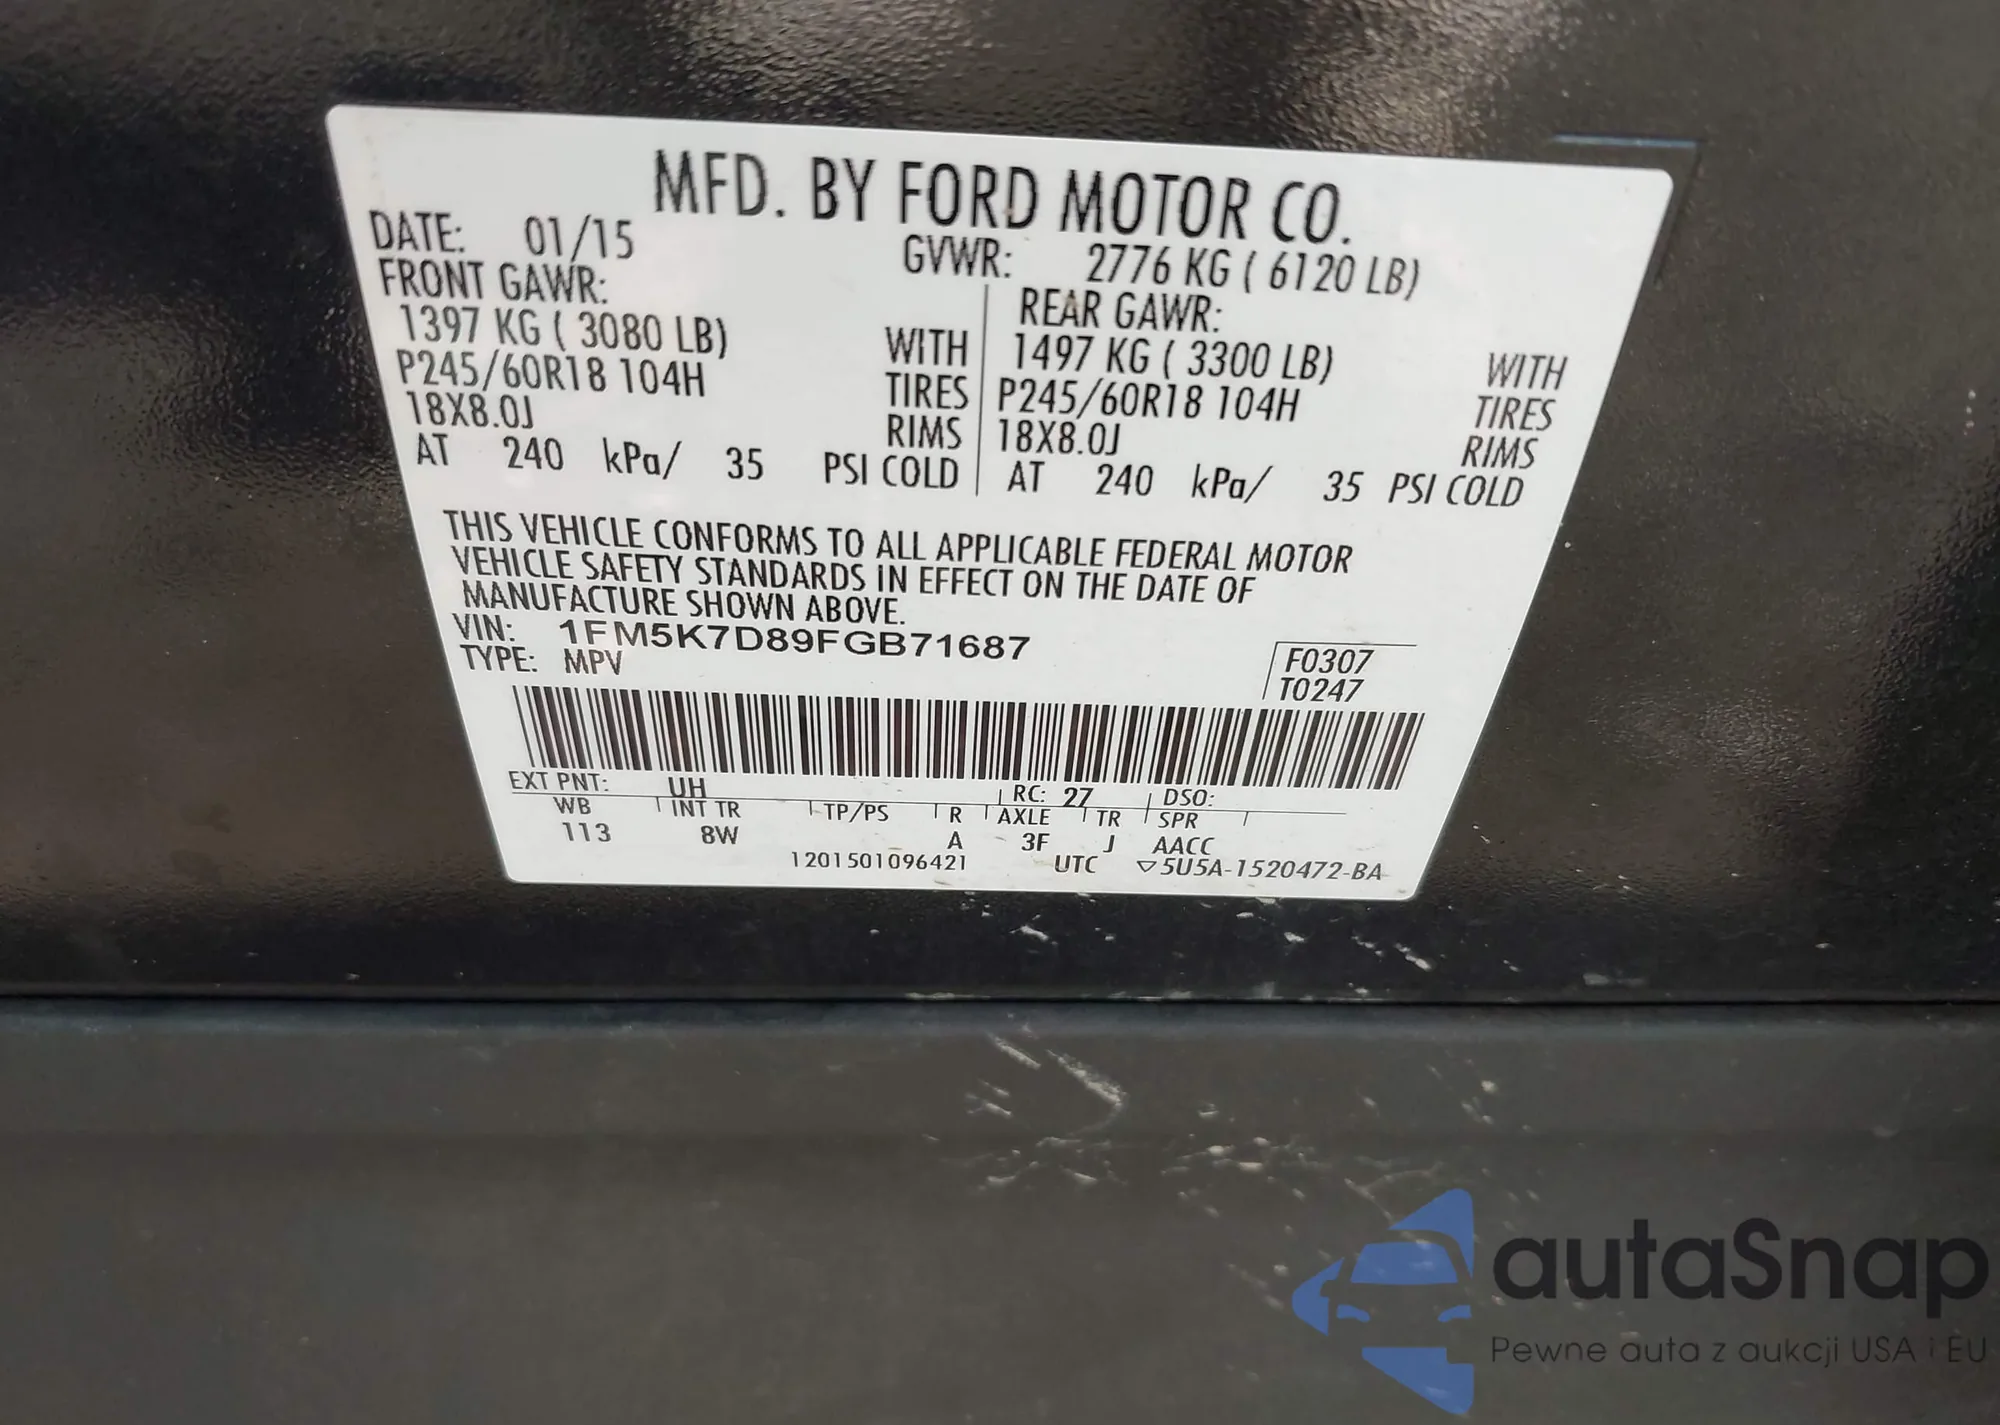 MFD. BY FORD MOTOR CO.
DATE: 01/15 GVWR: 2776 KG ( 6120 LB)
FRONT GAWR: REAR GAWR:
1397 KG ( 3080 LB) WITH 1497 KG ( 3300 LB) WITH
P245/60R18 104H TIRES P245/60R18 104H TIRES
18X8.0J RIMS 18X8.0J RIMS
AT 240 kPa/ 35 PSI COLD AT 240 kPa/ 35 PSI COLD
THIS VEHICLE CONFORMS TO ALL APPLICABLE FEDERAL MOTOR
VEHICLE SAFETY STANDARDS IN EFFECT ON THE DATE OF
MANUFACTURE SHOWN ABOVE.
VIN: 1FM5K7D89FGB71687
TYPE: MPV
F0307
T0247
EXT PNT: UH RC: 27 DSO:
WB INT TR TP/PS R AXLE TR SPR
113 8W A 3F J AACC
1201501096421 UTC ▽5U5A-1520472-BA
autaSnap
Pewne auta z aukcji USA i EU